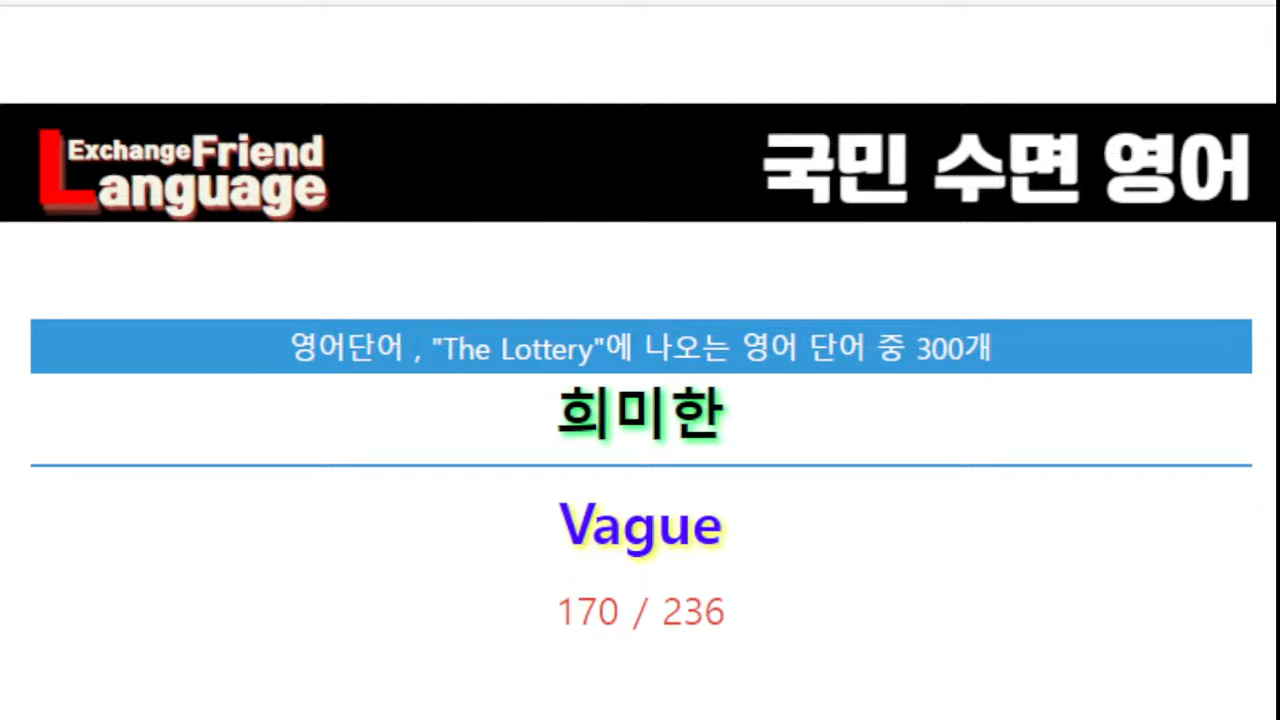 Exchange Friend
Language
국민 수면 영어
영어단어 , "The Lottery"에 나오는 영어 단어 중 300개
희미한
Vague
170 / 236